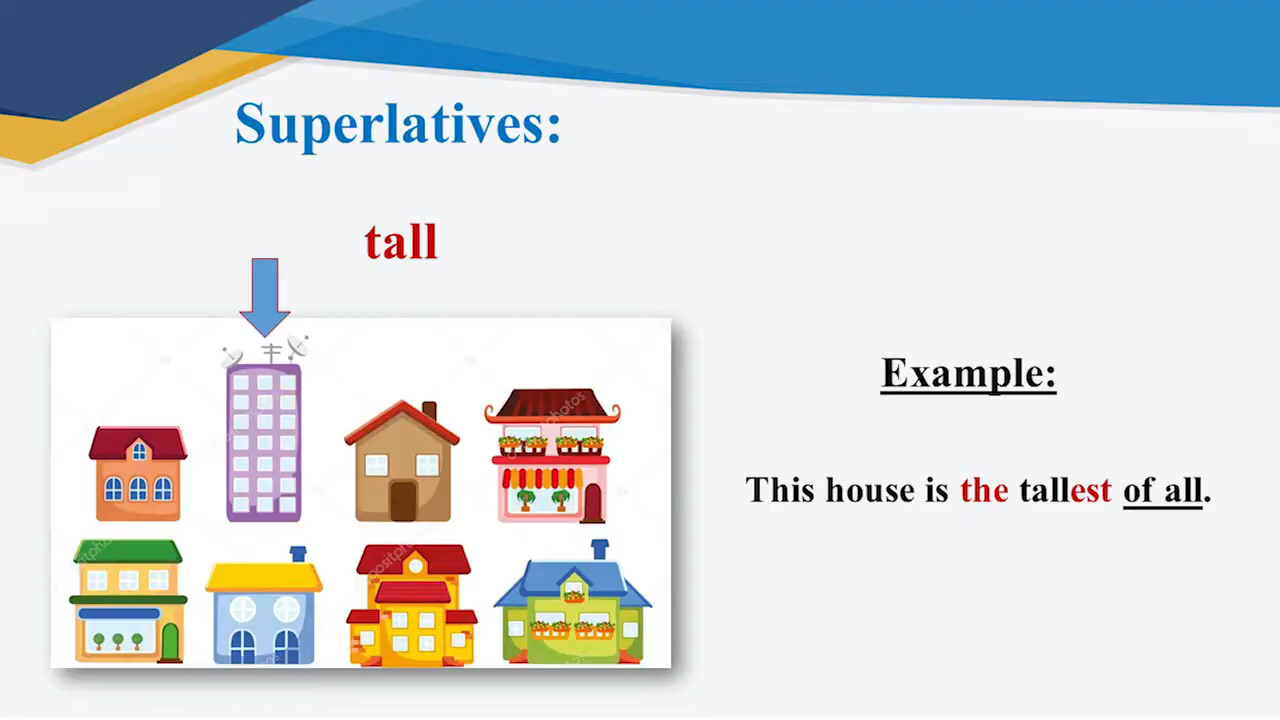 Superlatives:
tall
Example:
This house is the tallest of all.